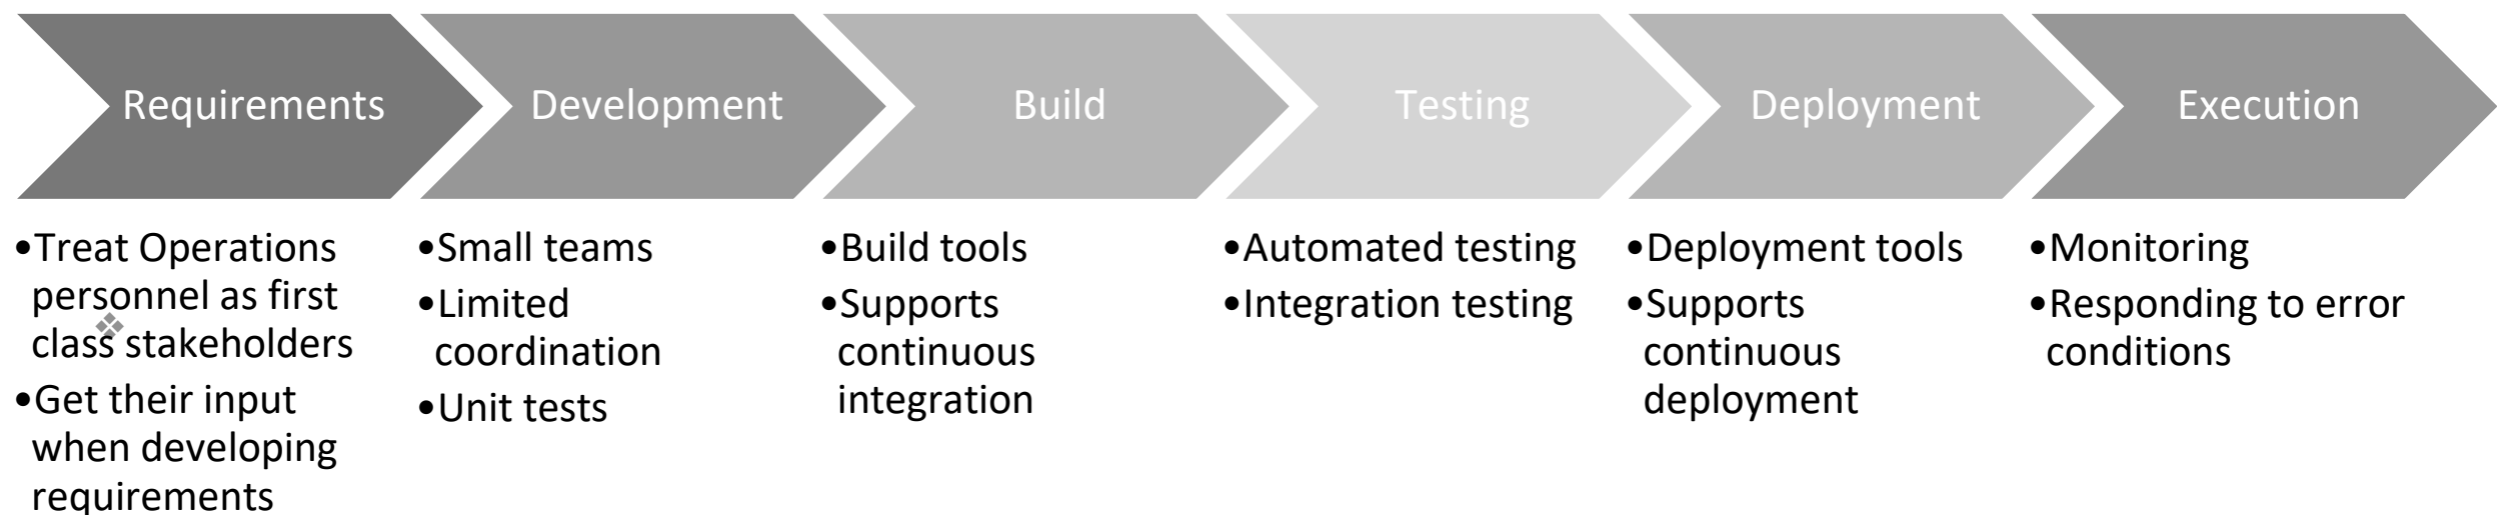 Requirements
Development
Build
Testing
Deployment
Execution
•Treat Operations
personnel as first
class stakeholders
•Get their input
when developing
requirements
•Small teams
•Limited
coordination
•Unit tests
•Build tools
•Supports
continuous
integration
•Automated testing
•Integration testing
•Deployment tools
•Supports
continuous
deployment
•Monitoring
•Responding to error
conditions